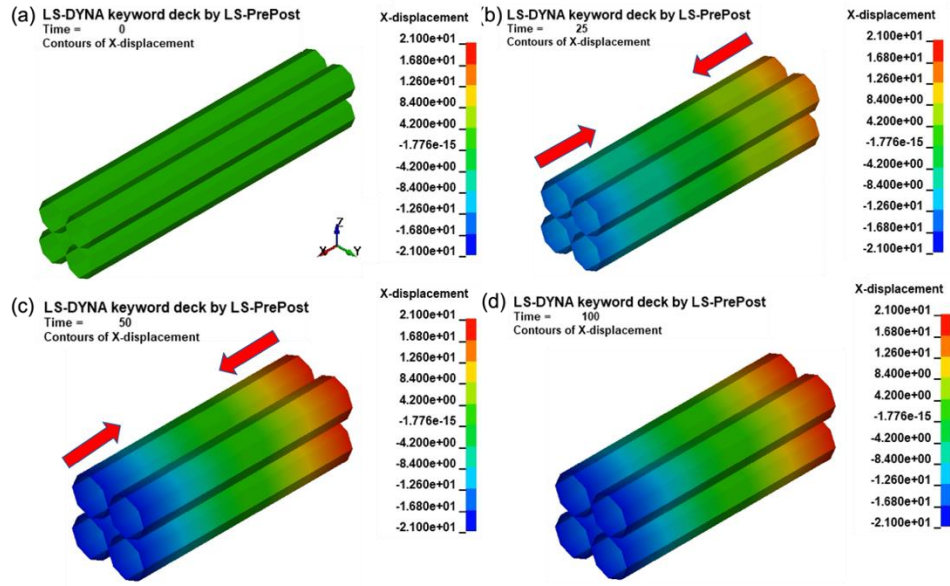 (a) LS-DYNA keyword deck by LS-PrePost
Time = 0
Contours of X-displacement
X-displacement
2.100e+01
1.680e+01
1.260e+01
8.400e+00
4.200e+00
-1.776e-15
-4.200e+00
-8.400e+00
-1.260e+01
-1.680e+01
-2.100e+01
Z
X
Y
(b) LS-DYNA keyword deck by LS-PrePost
Time = 25
Contours of X-displacement
X-displacement
2.100e+01
1.680e+01
1.260e+01
8.400e+00
4.200e+00
-1.776e-15
-4.200e+00
-8.400e+00
-1.260e+01
-1.680e+01
-2.100e+01
(c) LS-DYNA keyword deck by LS-PrePost
Time = 50
Contours of X-displacement
X-displacement
2.100e+01
1.680e+01
1.260e+01
8.400e+00
4.200e+00
-1.776e-15
-4.200e+00
-8.400e+00
-1.260e+01
-1.680e+01
-2.100e+01
(d) LS-DYNA keyword deck by LS-PrePost
Time = 100
Contours of X-displacement
X-displacement
2.100e+01
1.680e+01
1.260e+01
8.400e+00
4.200e+00
-1.776e-15
-4.200e+00
-8.400e+00
-1.260e+01
-1.680e+01
-2.100e+01